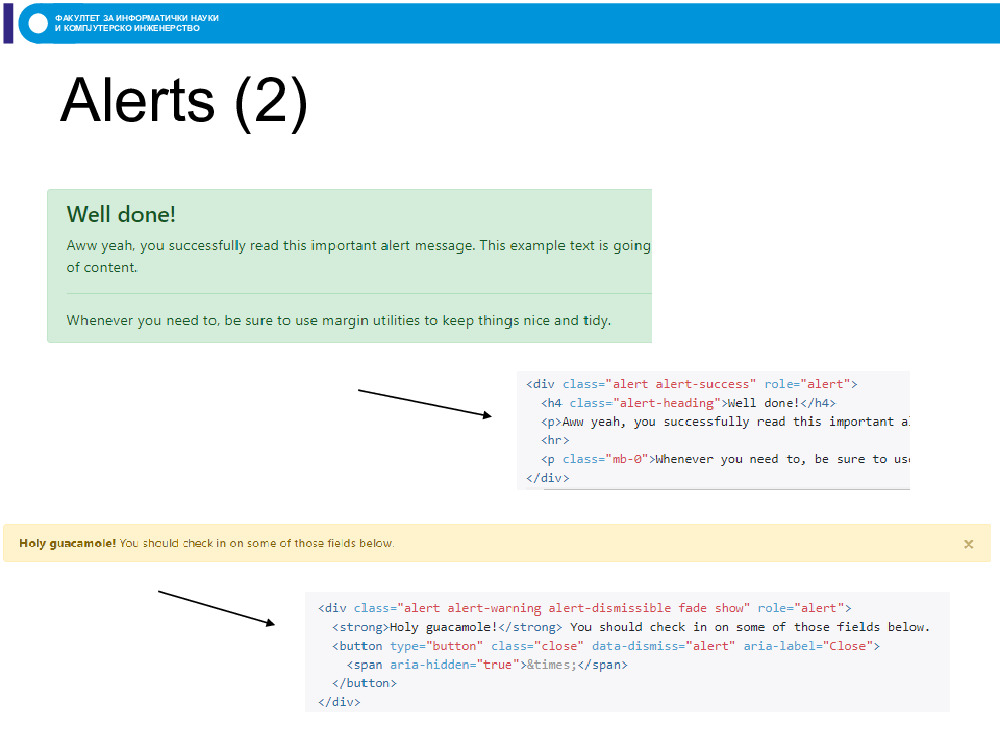 ФАКУЛТЕТ ЗА ИНФОРМАТИЧКИ НАУКИ
И КОМПЈУТЕРСКО ИНЖЕНЕРСТВО
Alerts (2)
Well done!
Aww yeah, you successfully read this important alert message. This example text is going
of content.
Whenever you need to, be sure to use margin utilities to keep things nice and tidy.
<div class="alert alert-success" role="alert">
<h4 class="alert-heading">Well done!</h4>
<p>Aww yeah, you successfully read this important a
<hr>
<p class="mb-0">Whenever you need to, be sure to use
</div>
Holy guacamole! You should check in on some of those fields below. ×
<div class="alert alert-warning alert-dismissible fade show" role="alert">
<strong>Holy guacamole!</strong> You should check in on some of those fields below.
<button type="button" class="close" data-dismiss="alert" aria-label="Close">
<span aria-hidden="true">&times;</span>
</button>
</div>